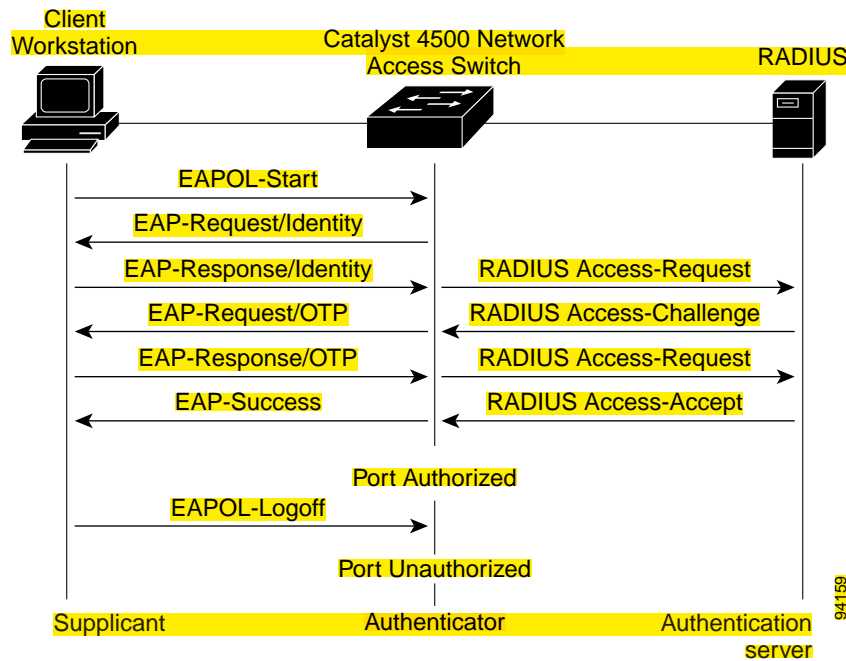 Client
Workstation
Catalyst 4500 Network
Access Switch
RADIUS
EAPOL-Start
EAP-Request/Identity
EAP-Response/Identity
RADIUS Access-Request
EAP-Request/OTP
RADIUS Access-Challenge
EAP-Response/OTP
RADIUS Access-Request
EAP-Success
RADIUS Access-Accept
Port Authorized
EAPOL-Logoff
Port Unauthorized
Supplicant
Authenticator
Authentication
server
94159